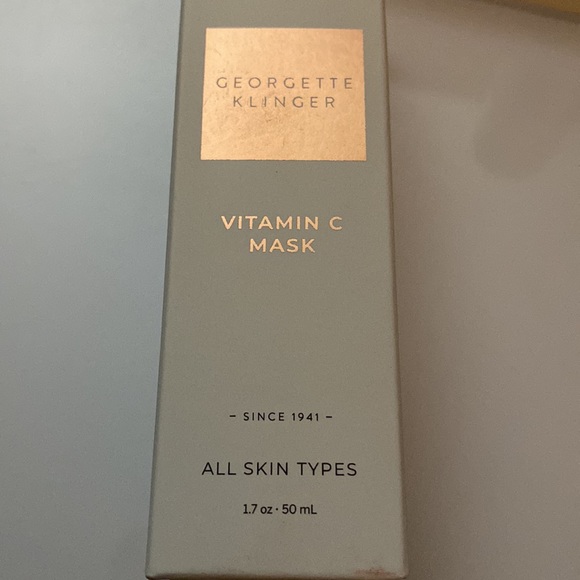 GEORGETTE
KLINGER
VITAMIN C
MASK
– SINCE 1941 –
ALL SKIN TYPES
1.7 oz · 50 mL